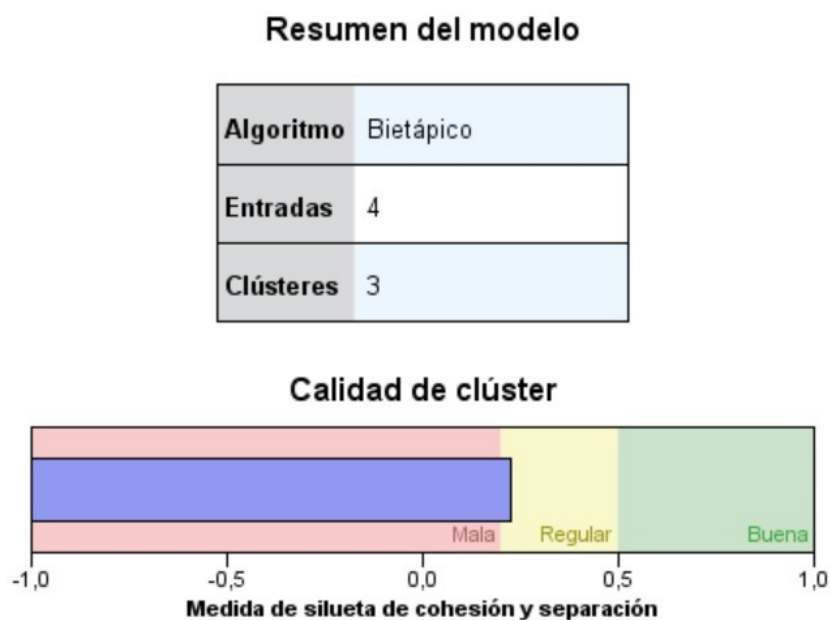 Resumen del modelo
Algoritmo Bietápico
Entradas 4
Clústeres 3
Calidad de clúster
Mala Regular Buena
-1,0 -0,5 0,0 0,5 1,0
Medida de silueta de cohesión y separación